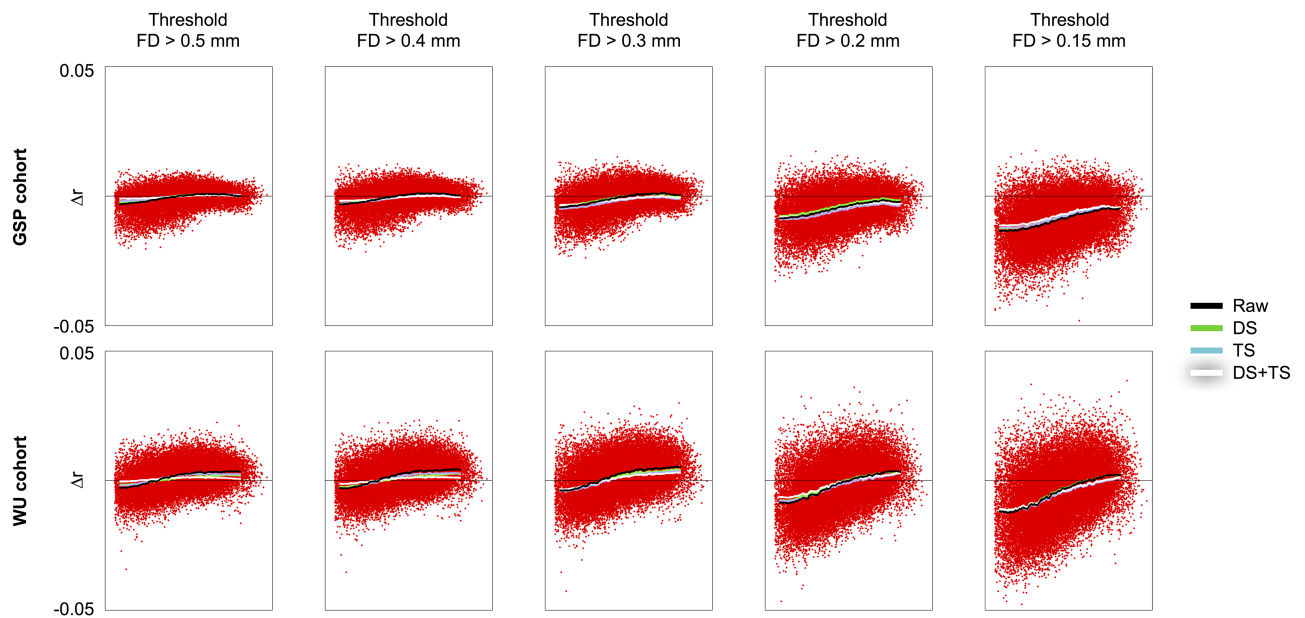 Threshold
FD > 0.5 mm
Threshold
FD > 0.4 mm
Threshold
FD > 0.3 mm
Threshold
FD > 0.2 mm
Threshold
FD > 0.15 mm
GSP cohort
0.05
Δr
-0.05
WU cohort
0.05
Δr
-0.05
Raw
DS
TS
DS+TS